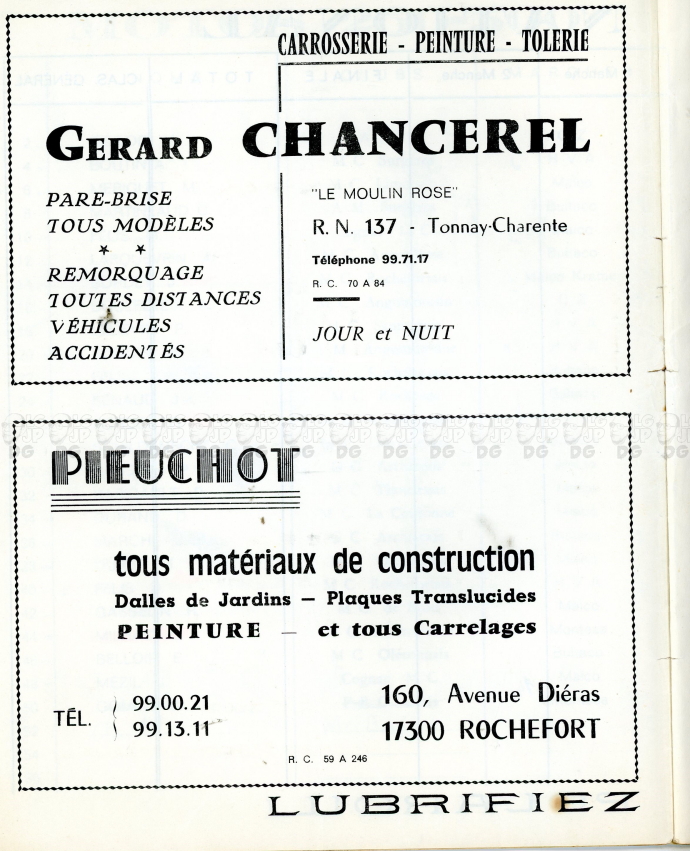 CARROSSERIE - PEINTURE - TOLERIE
GERARD CHANCEREL
PARE-BRISE
TOUS MODÈLES
* *
REMORQUAGE
TOUTES DISTANCES
VÉHICULES
ACCIDENTÉS
"LE MOULIN ROSE"
R.N. 137 - Tonnay-Charente
Téléphone 99.71.17
R. C. 70 A 84
JOUR et NUIT
PIEUCHOT
tous matériaux de construction
Dalles de Jardins — Plaques Translucides
PEINTURE — et tous Carrelages
TÉL. 99.00.21
99.13.11
160, Avenue Diéras
17300 ROCHEFORT
R. C. 59 A 246
LUBRIFIEZ